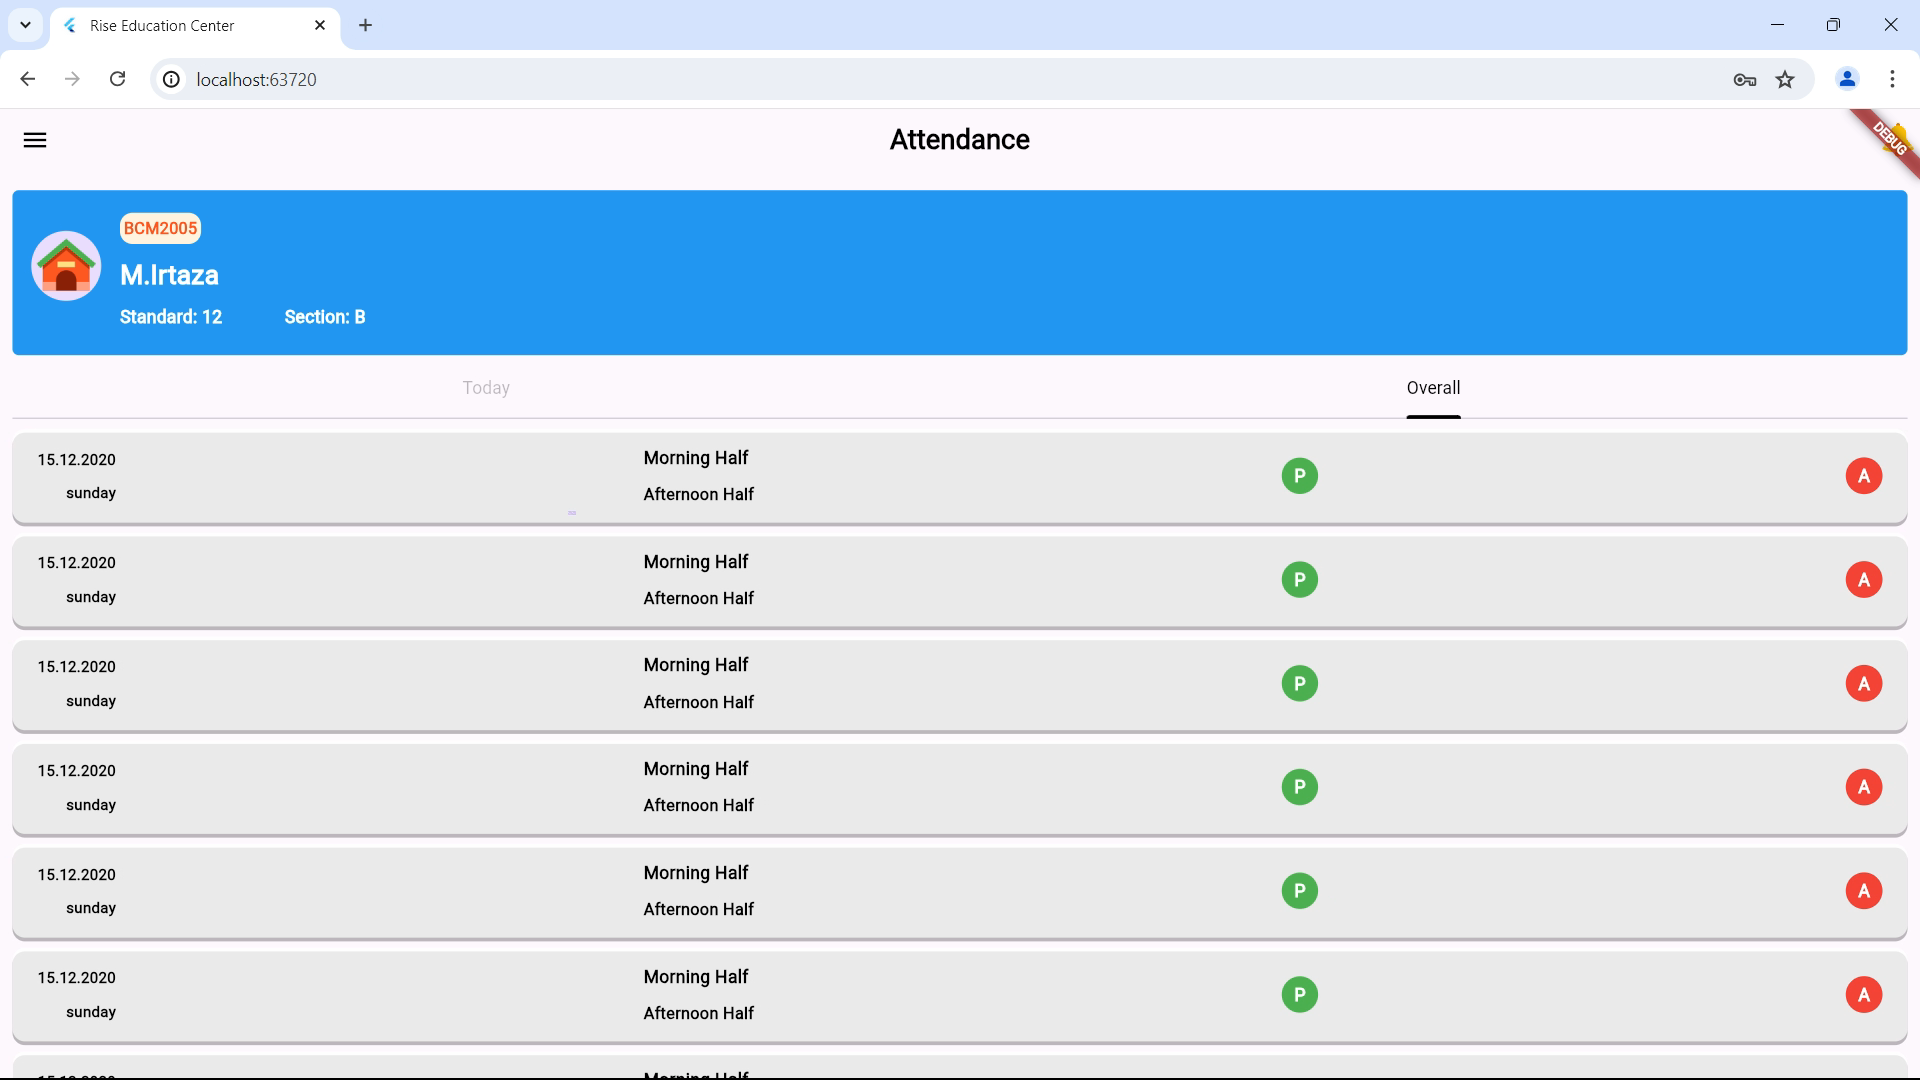 Rise Education Center
localhost:63720
Attendance
DEBUG
BCM2005
M.Irtaza
Standard: 12 Section: B
Today Overall
15.12.2020 Morning Half P A
sunday Afternoon Half
15.12.2020 Morning Half P A
sunday Afternoon Half
15.12.2020 Morning Half P A
sunday Afternoon Half
15.12.2020 Morning Half P A
sunday Afternoon Half
15.12.2020 Morning Half P A
sunday Afternoon Half
15.12.2020 Morning Half P A
sunday Afternoon Half
15.12.2020 Morning Half